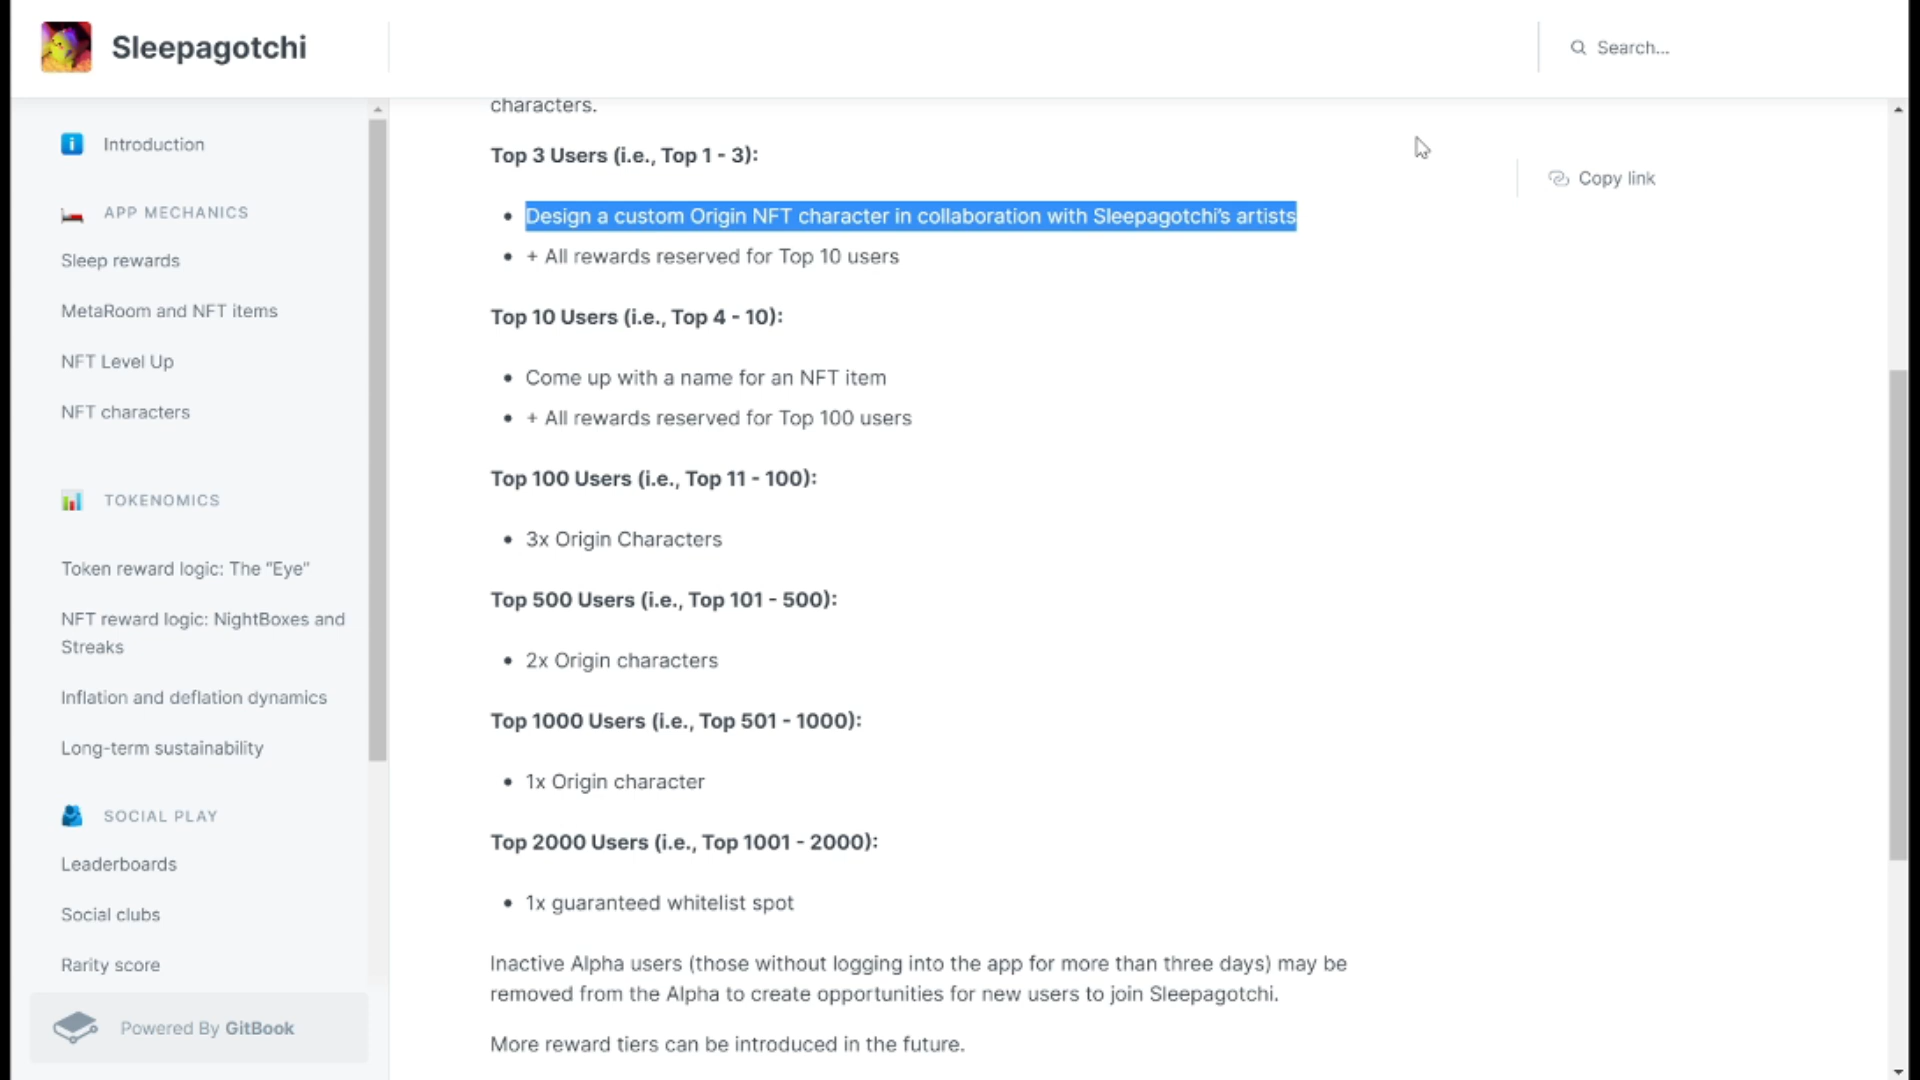 Sleepagotchi
Search...
Introduction
APP MECHANICS
Sleep rewards
MetaRoom and NFT items
NFT Level Up
NFT characters
TOKENOMICS
Token reward logic: The "Eye"
NFT reward logic: NightBoxes and
Streaks
Inflation and deflation dynamics
Long-term sustainability
SOCIAL PLAY
Leaderboards
Social clubs
Rarity score
Powered By GitBook
characters.
Top 3 Users (i.e., Top 1 - 3):
• Design a custom Origin NFT character in collaboration with Sleepagotchi's artists
• + All rewards reserved for Top 10 users
Top 10 Users (i.e., Top 4 - 10):
• Come up with a name for an NFT item
• + All rewards reserved for Top 100 users
Top 100 Users (i.e., Top 11 - 100):
• 3x Origin Characters
Top 500 Users (i.e., Top 101 - 500):
• 2x Origin characters
Top 1000 Users (i.e., Top 501 - 1000):
• 1x Origin character
Top 2000 Users (i.e., Top 1001 - 2000):
• 1x guaranteed whitelist spot
Inactive Alpha users (those without logging into the app for more than three days) may be
removed from the Alpha to create opportunities for new users to join Sleepagotchi.
More reward tiers can be introduced in the future.
Copy link